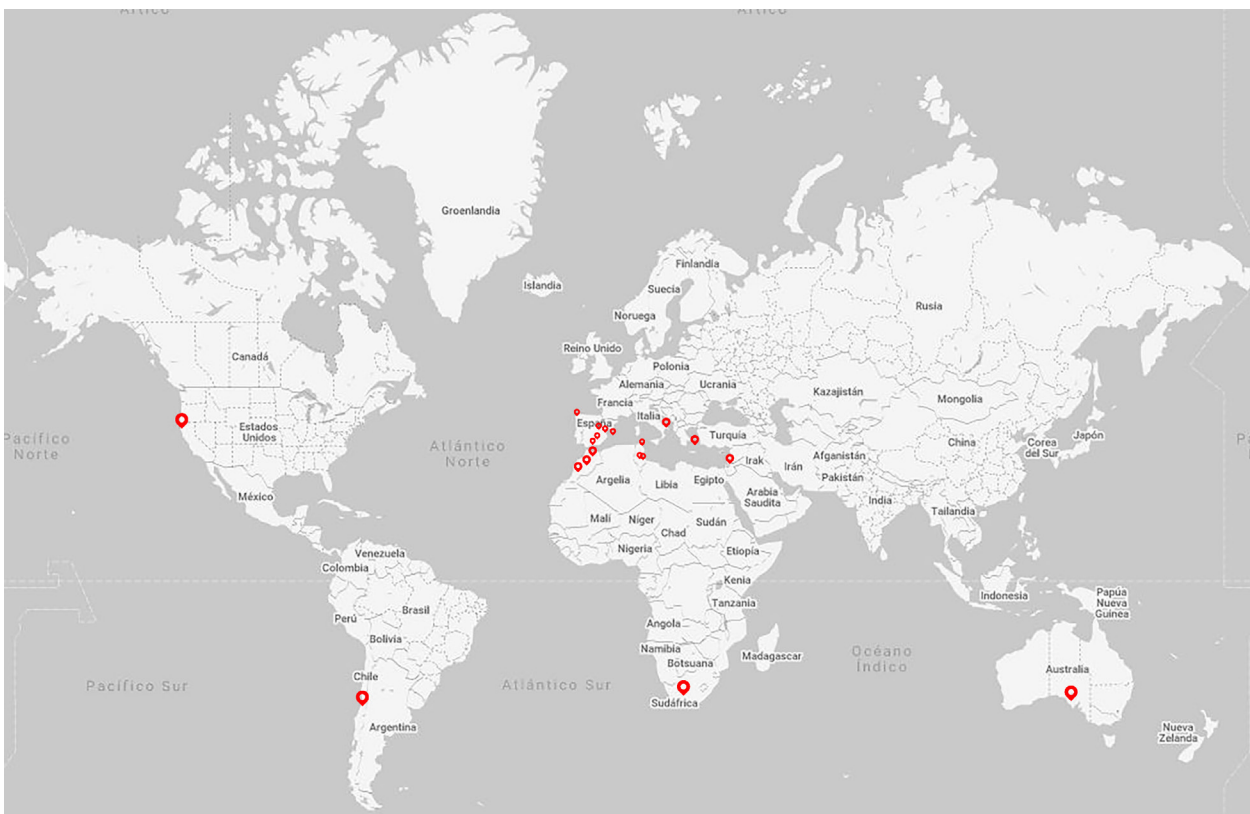 Ártico
Ártico
Groenlandia
Finlandia
Islandia
Suecia
Rusia
Noruega
Reino Unido
Canadá
Polonia
Alemania
Ucrania
Kazajistán
Mongolia
Francia
Italia
España
Estados
Unidos
Turquía
Pacífico
Norte
Atlántico
Norte
China
Corea
del Sur
Japón
Afganistán
Irak
Irán
Pakistán
Argelia
Libia
Egipto
Arabia
Saudita
India
México
Tailandia
Malí
Níger
Chad
Sudán
Nigeria
Etiopía
Venezuela
Colombia
Kenia
Indonesia
Papúa
Nueva
Guinea
Tanzania
Brasil
Perú
Angola
Bolivia
Namibia
Botsuana
Madagascar
Océano
Índico
Australia
Chile
Pacífico Sur
Atlántico Sur
Sudáfrica
Argentina
Nueva
Zelanda